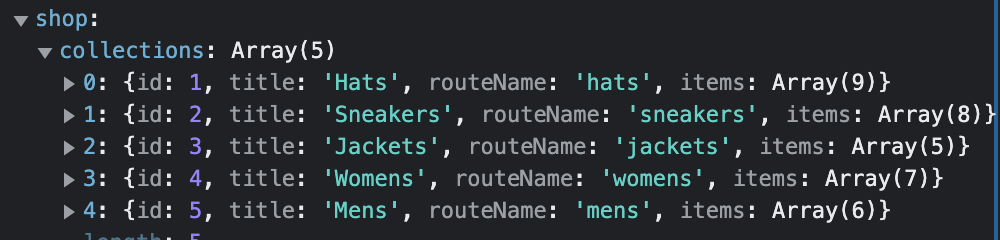 ▼ shop:
▼ collections: Array(5)
▶ 0: {id: 1, title: 'Hats', routeName: 'hats', items: Array(9)}
▶ 1: {id: 2, title: 'Sneakers', routeName: 'sneakers', items: Array(8)}
▶ 2: {id: 3, title: 'Jackets', routeName: 'jackets', items: Array(5)}
▶ 3: {id: 4, title: 'Womens', routeName: 'womens', items: Array(7)}
▶ 4: {id: 5, title: 'Mens', routeName: 'mens', items: Array(6)}
length: 5